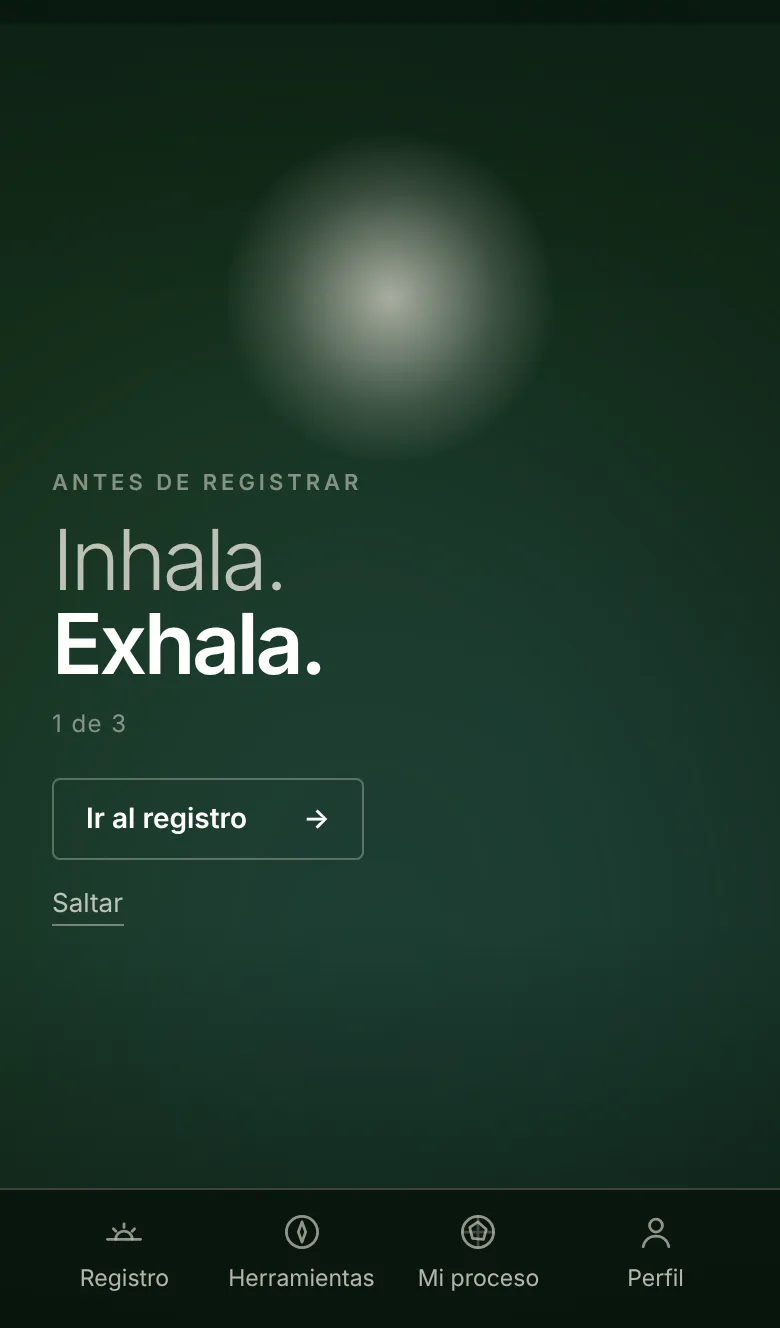 ANTES DE REGISTRAR
Inhala.
Exhala.
1 de 3
Ir al registro →
Saltar
Registro
Herramientas
Mi proceso
Perfil